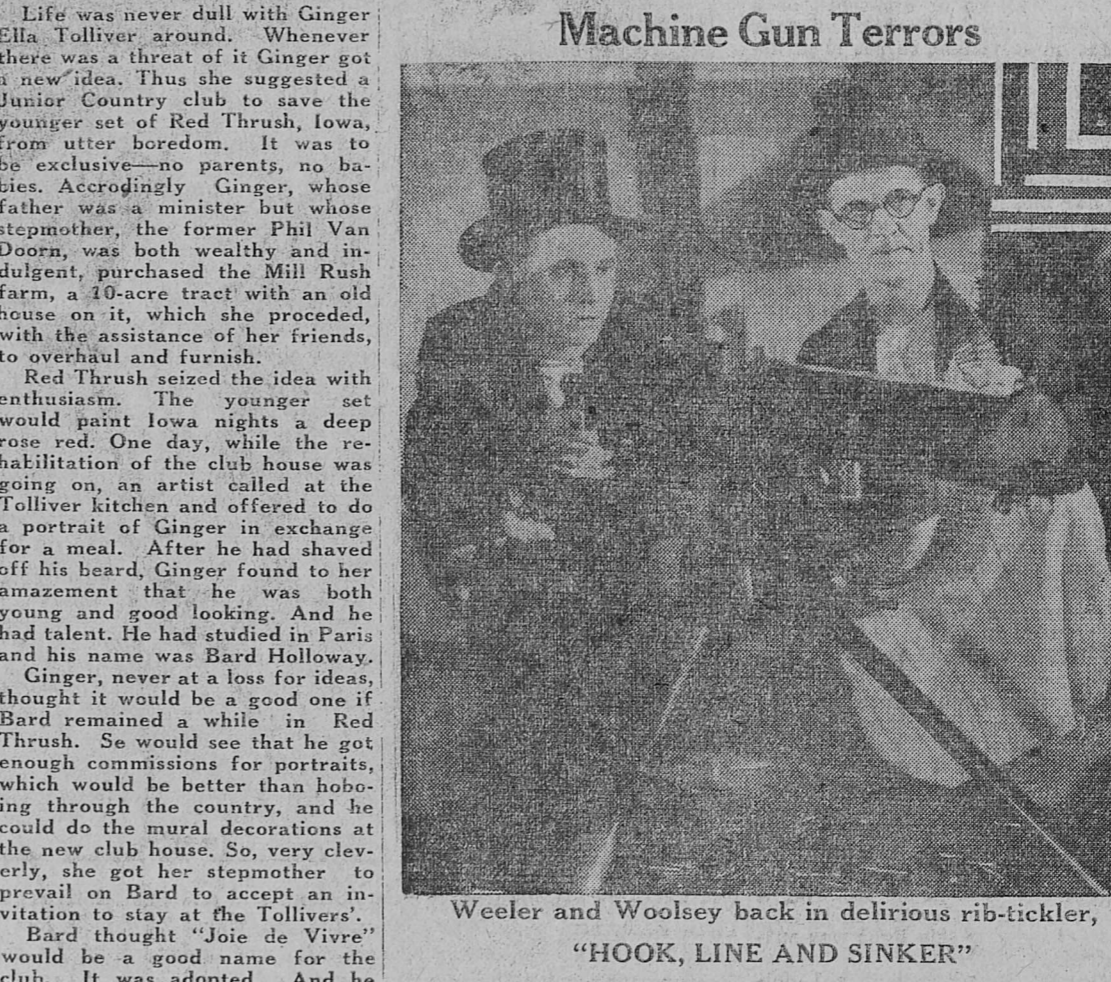 Life was never dull with Ginger
Ella Tolliver around. Whenever
there was a threat of it Ginger got
a new idea. Thus she suggested a
Junior Country club to save the
younger set of Red Thrush, Iowa,
from utter boredom. It was to
be exclusive—no parents, no ba-
bies. Accrodingly Ginger, whose
father was a minister but whose
stepmother, the former Phil Van
Doorn, was both wealthy and in-
dulgent, purchased the Mill Rush
farm, a 10-acre tract with an old
house on it, which she proceded,
with the assistance of her friends,
to overhaul and furnish.
Red Thrush seized the idea with
enthusiasm. The younger set
would paint Iowa nights a deep
rose red. One day, while the re-
habilitation of the club house was
going on, an artist called at the
Tolliver kitchen and offered to do
a portrait of Ginger in exchange
for a meal. After he had shaved
off his beard, Ginger found to her
amazement that he was both
young and good looking. And he
had talent. He had studied in Paris
and his name was Bard Holloway.
Ginger, never at a loss for ideas,
thought it would be a good one if
Bard remained a while in Red
Thrush. Se would see that he got
enough commissions for portraits,
which would be better than hobo-
ing through the country, and he
could do the mural decorations at
the new club house. So, very clev-
erly, she got her stepmother to
prevail on Bard to accept an in-
vitation to stay at the Tollivers'.
Bard thought "Joie de Vivre"
would be a good name for the
club. It was adopted. And he
Machine Gun Terrors
Weeler and Woolsey back in delirious rib-tickler,
"HOOK, LINE AND SINKER"